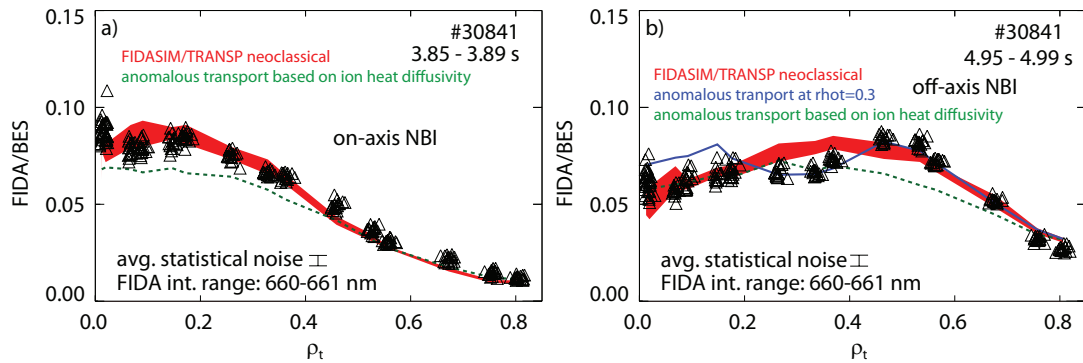 a)
#30841
3.85 - 3.89 s
FIDASIM/TRANSP neoclassical
anomalous transport based on ion heat diffusivity
on-axis NBI
avg. statistical noise
FIDA int. range: 660-661 nm
FIDA/BES
0.15
0.10
0.05
0.00
0.0 0.2 0.4 0.6 0.8
ρt
b)
#30841
4.95 - 4.99 s
FIDASIM/TRANSP neoclassical
off-axis NBI
anomalous tranport at rhot=0.3
anomalous transport based on ion heat diffusivity
avg. statistical noise
FIDA int. range: 660-661 nm
FIDA/BES
0.15
0.10
0.05
0.00
0.0 0.2 0.4 0.6 0.8
ρt